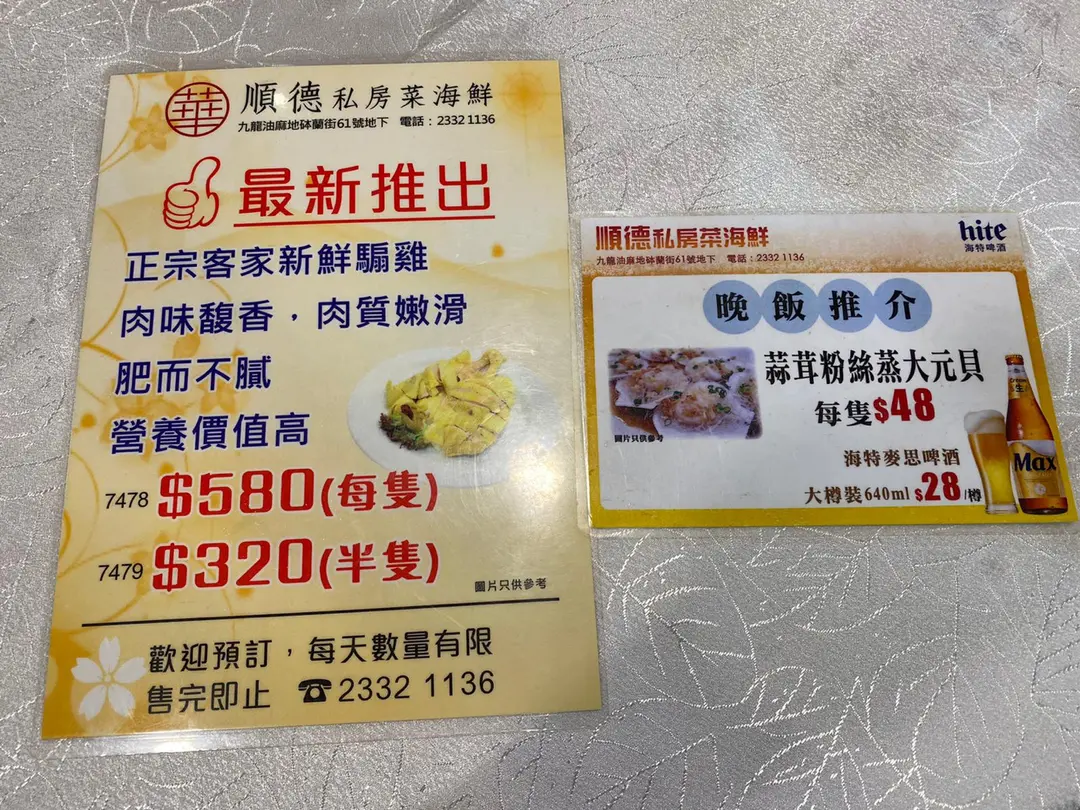 華
順德私房菜海鮮
九龍油麻地砵蘭街61號地下 電話：2332 1136
最新推出
正宗客家新鮮騸雞
肉味馥香，肉質嫩滑
肥而不膩
營養價值高
7478 $580(每隻)
7479 $320(半隻)
圖片只供參考
歡迎預訂，每天數量有限
售完即止 ☎2332 1136
順德私房菜海鮮
九龍油麻地砵蘭街61號地下 電話：2332 1136
hite
海特啤酒
晚飯推介
蒜茸粉絲蒸大元貝
每隻$48
圖片只供參考
海特麥思啤酒
大樽裝640ml $28/樽
生
Max